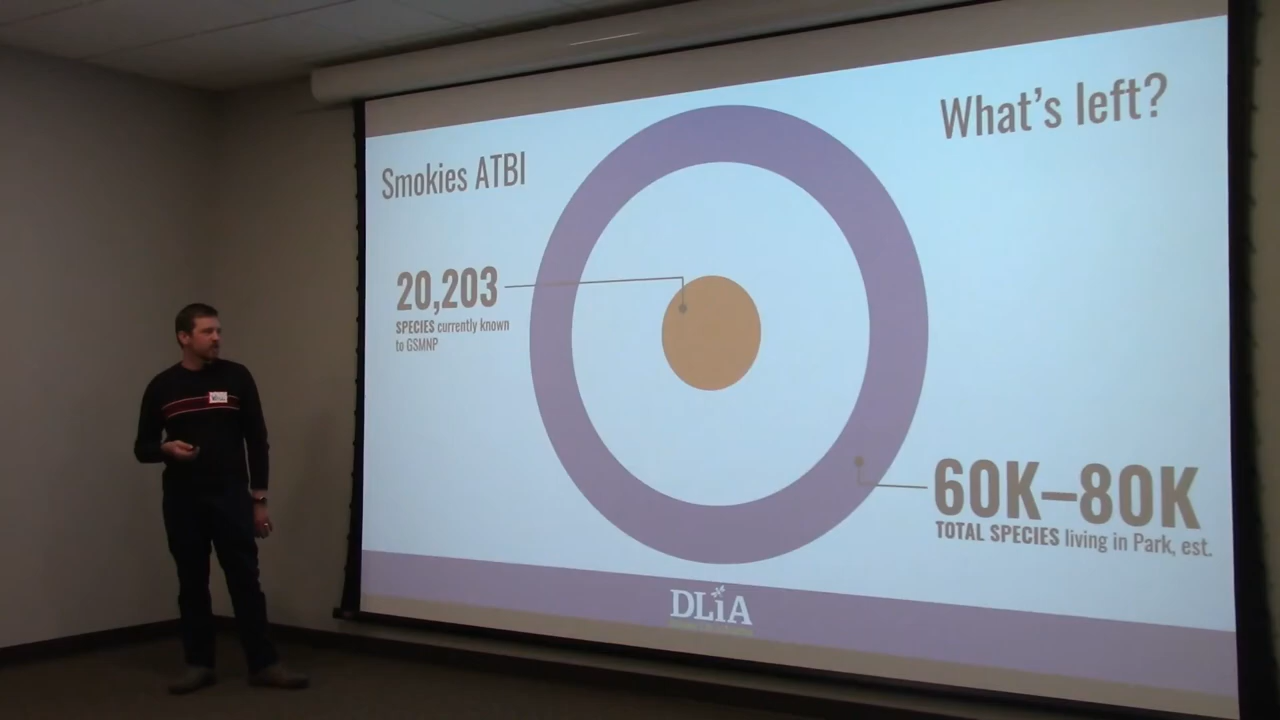 What's left?
Smokies ATBI
20,203
SPECIES currently known
to GSMNP
60K–80K
TOTAL SPECIES living in Park, est.
DLiA